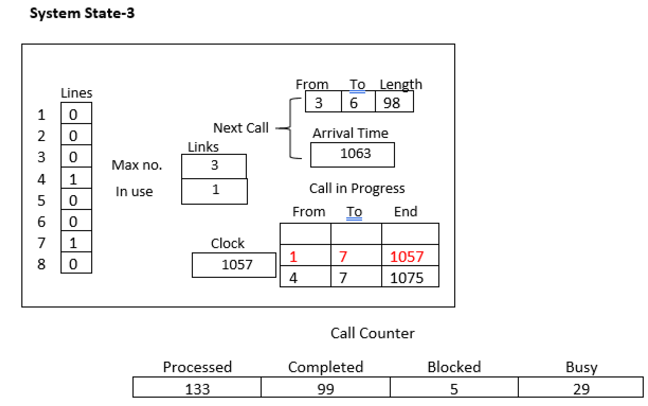 System State-3
From To Length
3 6 98
Next Call
Arrival Time
1063
Lines
1 0
2 0
3 0
4 1
5 0
6 0
7 1
8 0
Links
Max no. 3
In use 1
Call in Progress
From To End
1 7 1057
4 7 1075
Clock
1057
Call Counter
Processed Completed Blocked Busy
133 99 5 29